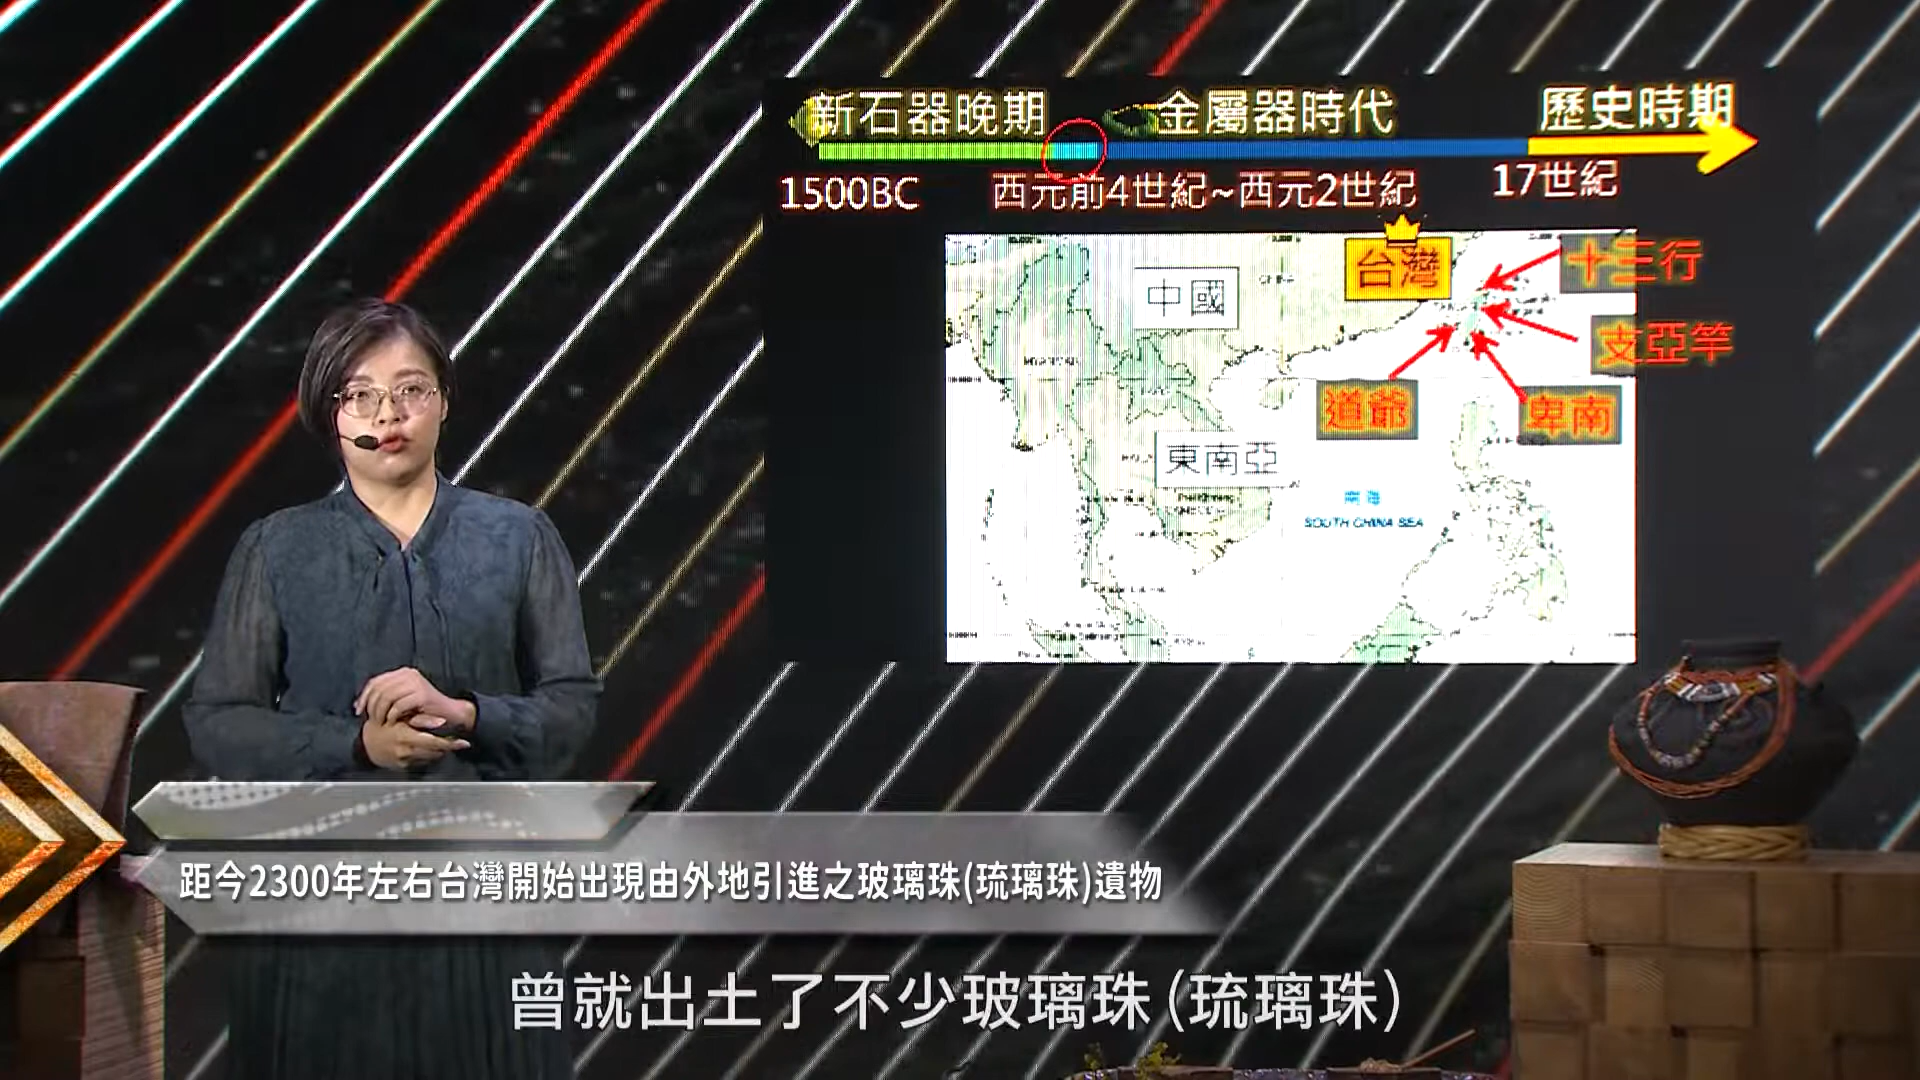 新石器晚期
金屬器時代
歷史時期
1500BC
西元前4世紀~西元2世紀
17世紀
台灣
十三行
中國
支亞竿
道爺
卑南
東南亞
南海
SOUTH CHINA SEA
距今2300年左右台灣開始出現由外地引進之玻璃珠(琉璃珠)遺物
曾就出土了不少玻璃珠(琉璃珠)